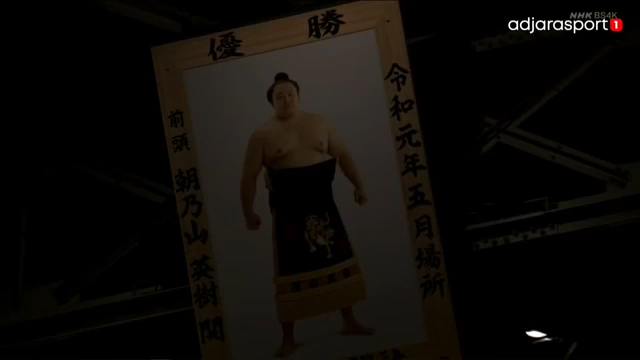 NHK BS4K
adjarasport 1
優勝
令和元年五月場所
前頭 朝乃山 英樹 関